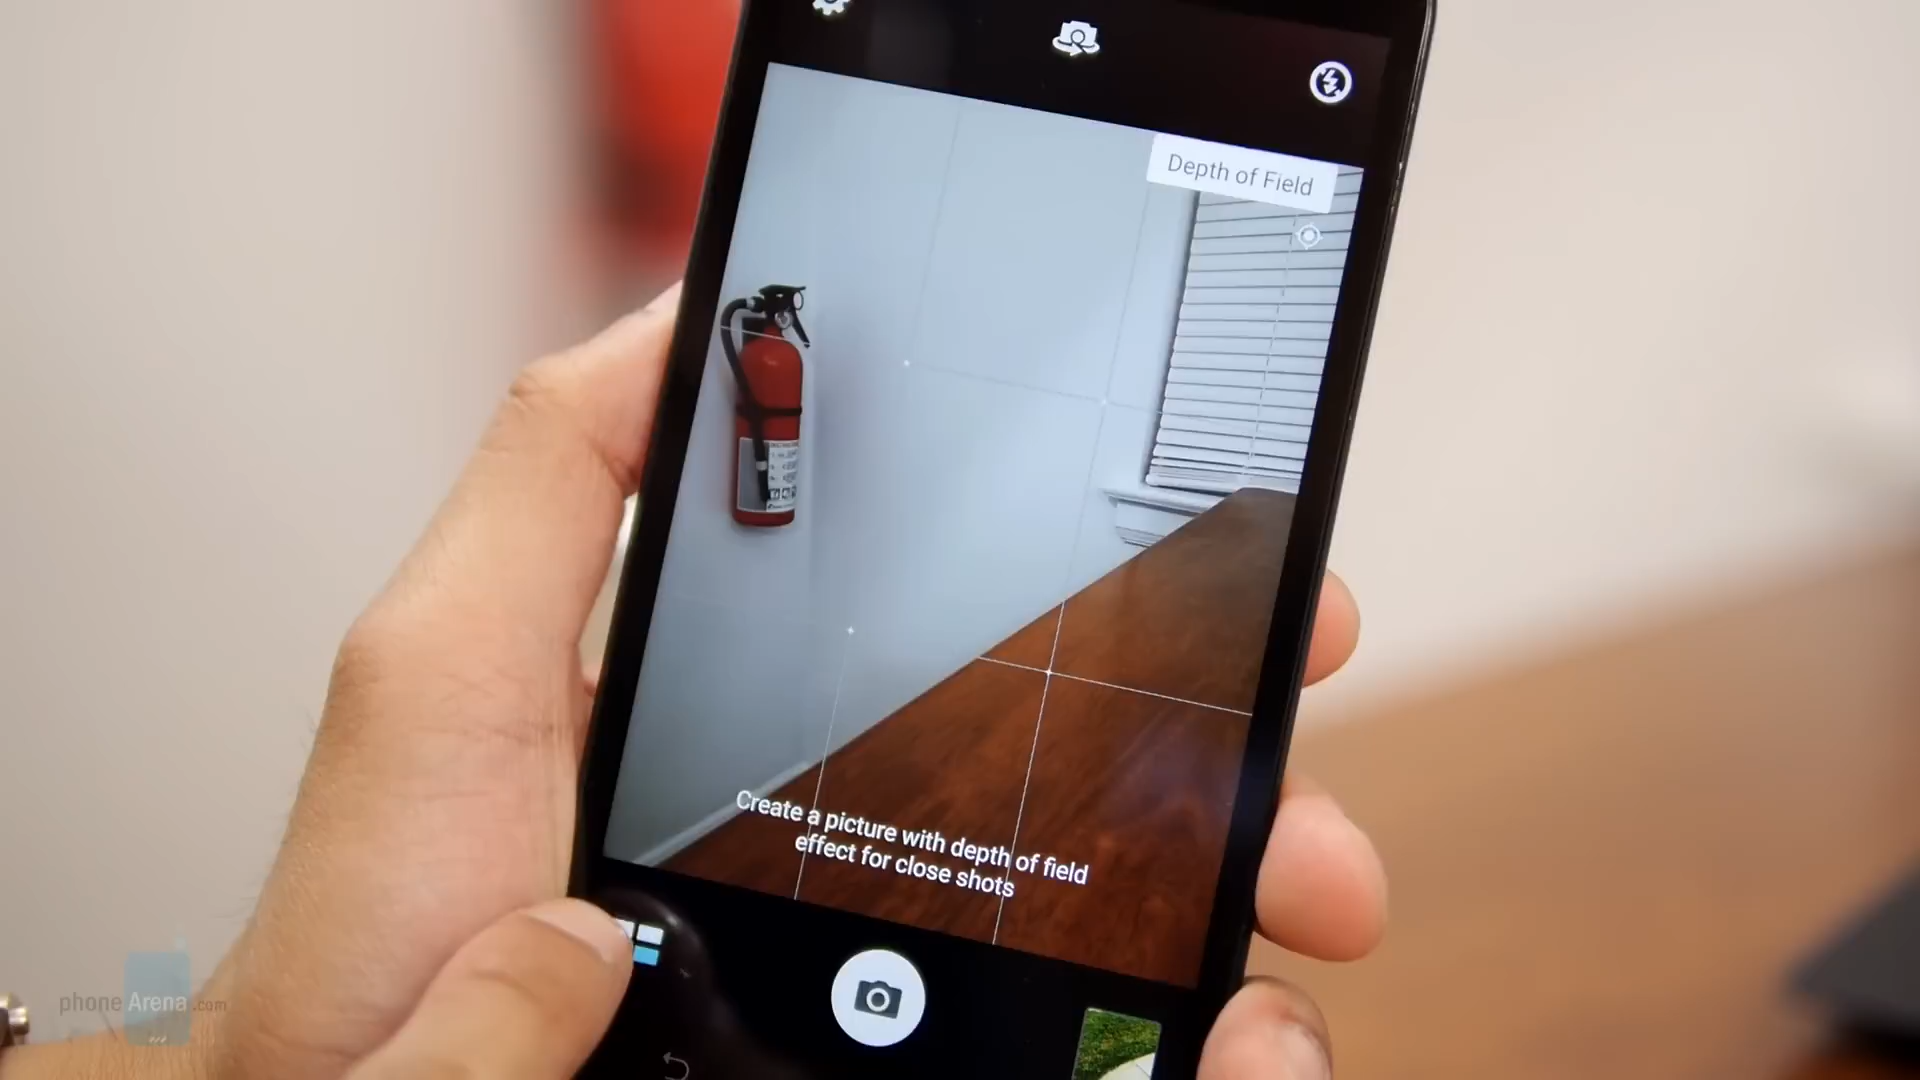 Depth of Field
Create a picture with depth of field
effect for close shots
phoneArena.com